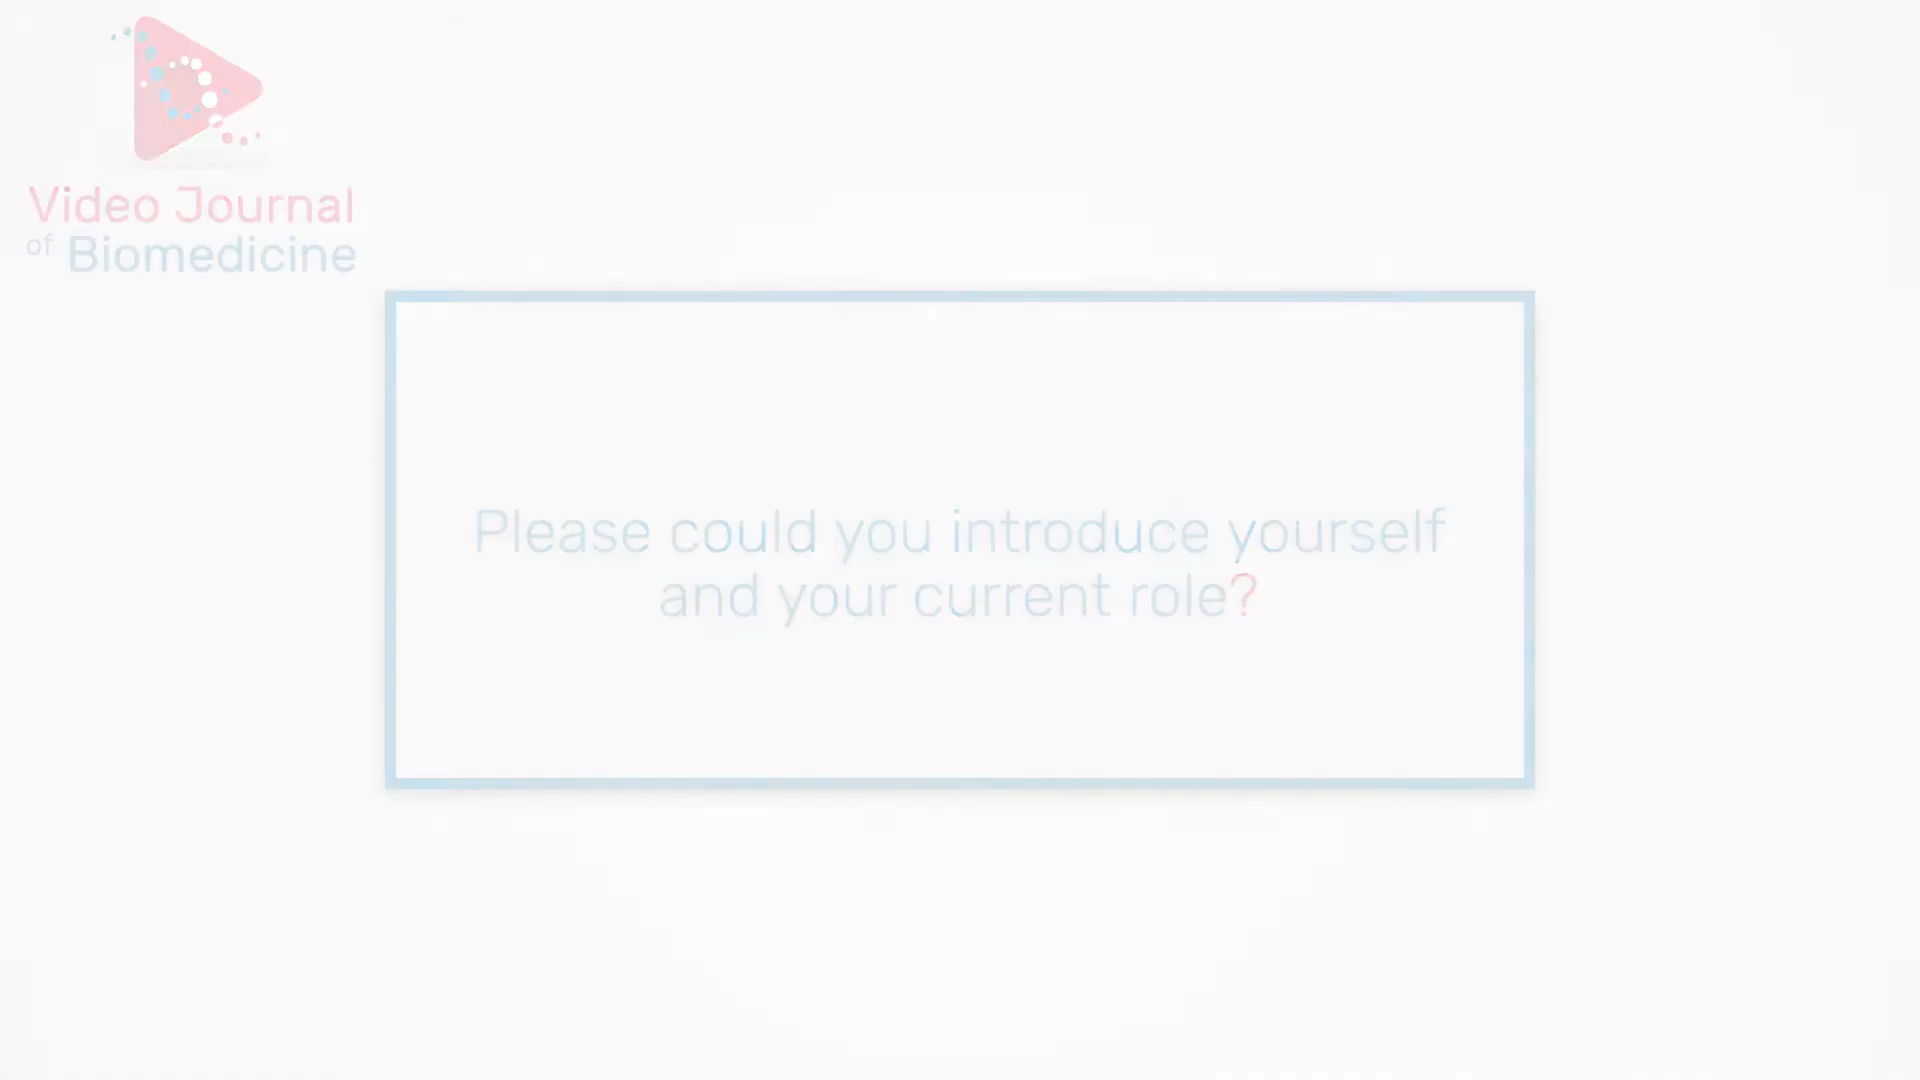 Video Journal
of Biomedicine
Please could you introduce yourself
and your current role?